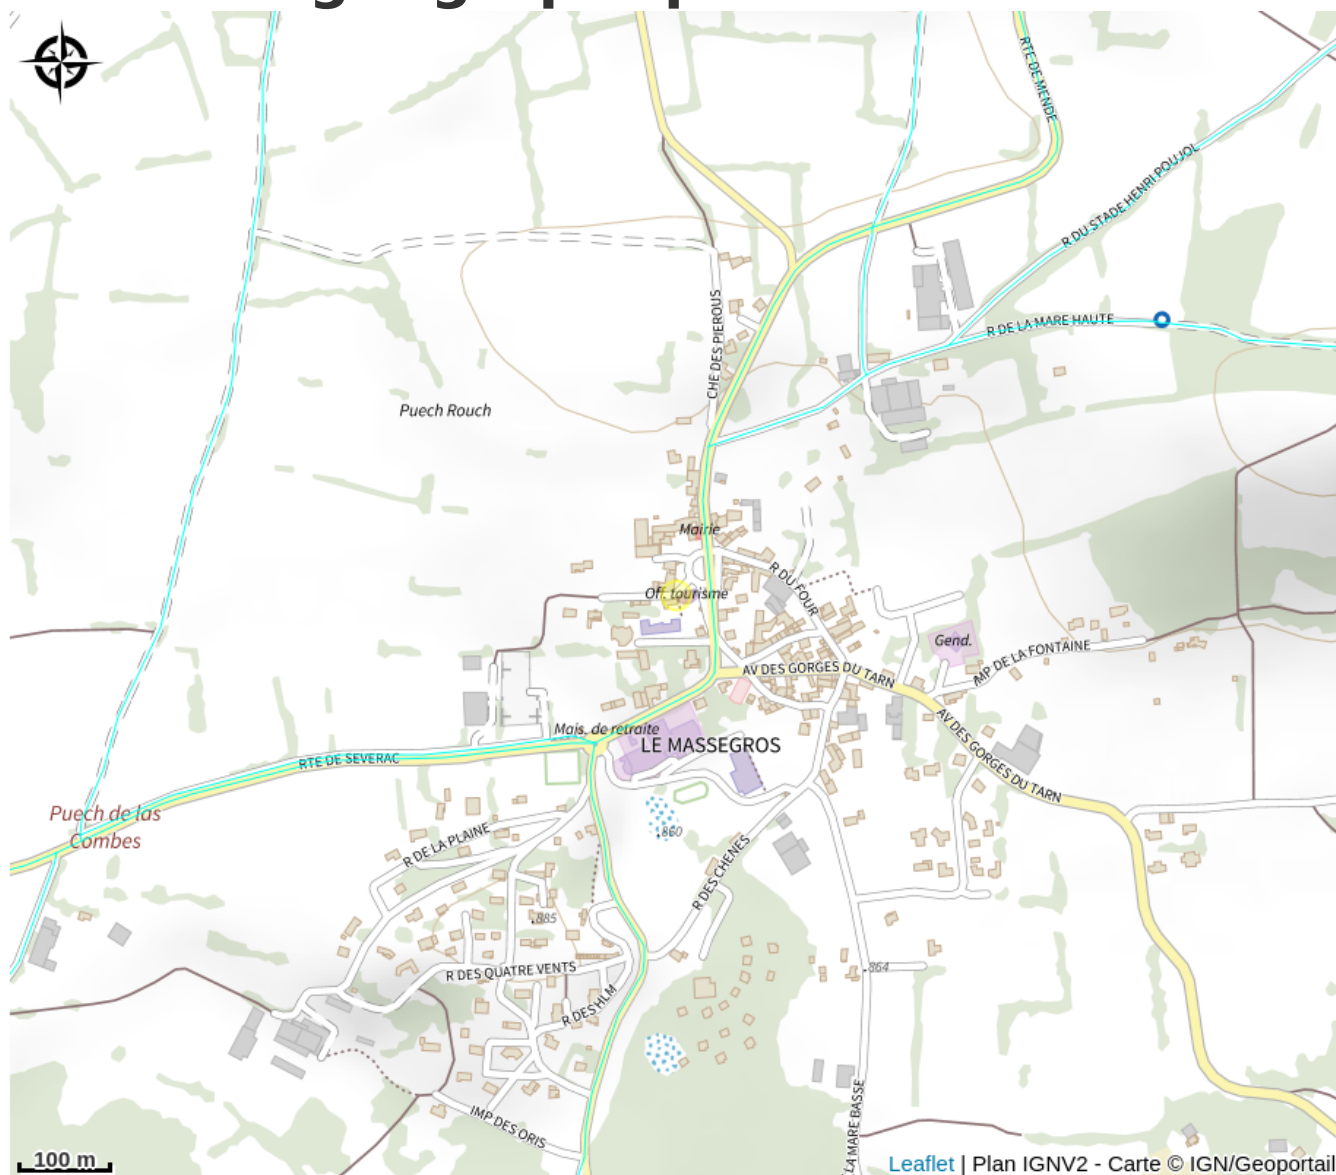 RTE DE MENDE
R DU STADE HENRI POUJOL
R DE LA MARE HAUTE
CHE DES PIEROUS
Puech Rouch
Mairie
R DU FOUR
Off. tourisme
Gend.
IMP DE LA FONTAINE
AV DES GORGES DU TARN
Mais. de retraite
LE MASSEGROS
AV DES GORGES DU TARN
RTE DE SEVERAC
Puech de las
Combes
860
R DE LA PLAINE
R DES CHENES
885
R DES QUATRE VENTS
864
R DES HLM
IMP DES ORIS
LA MARE BASSE
100 m
Leaflet | Plan IGNV2 - Carte © IGN/Geoportail